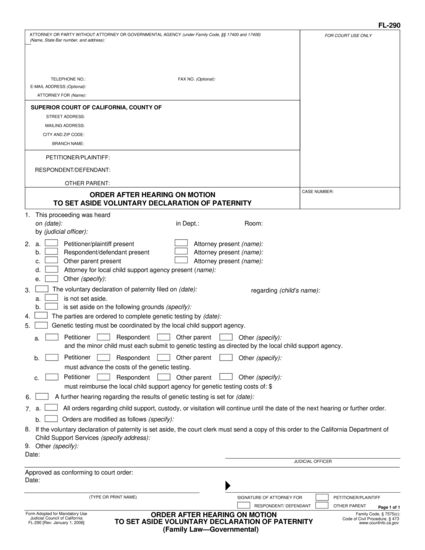 FL-290
ATTORNEY OR PARTY WITHOUT ATTORNEY OR GOVERNMENTAL AGENCY (under Family Code, §§ 17400 and 17406) FOR COURT USE ONLY
(Name, State Bar number, and address):
TELEPHONE NO.: FAX NO. (Optional):
E-MAIL ADDRESS (Optional):
ATTORNEY FOR (Name):
SUPERIOR COURT OF CALIFORNIA, COUNTY OF
STREET ADDRESS:
MAILING ADDRESS:
CITY AND ZIP CODE:
BRANCH NAME:
PETITIONER/PLAINTIFF:
RESPONDENT/DEFENDANT:
OTHER PARENT:
ORDER AFTER HEARING ON MOTION CASE NUMBER:
TO SET ASIDE VOLUNTARY DECLARATION OF PATERNITY
1. This proceeding was heard
on (date): in Dept.: Room:
by (judicial officer):
2. a. Petitioner/plaintiff present Attorney present (name):
b. Respondent/defendant present Attorney present (name):
c. Other parent present Attorney present (name):
d. Attorney for local child support agency present (name):
e. Other (specify):
3. The voluntary declaration of paternity filed on (date): regarding (child's name):
a. is not set aside.
b. is set aside on the following grounds (specify):
4. The parties are ordered to complete genetic testing by (date):
5. Genetic testing must be coordinated by the local child support agency.
a. Petitioner Respondent Other parent Other (specify):
and the minor child must each submit to genetic testing as directed by the local child support agency.
b. Petitioner Respondent Other parent Other (specify):
must advance the costs of the genetic testing.
c. Petitioner Respondent Other parent Other (specify):
must reimburse the local child support agency for genetic testing costs of: $
6. A further hearing regarding the results of genetic testing is set for (date):
7. a. All orders regarding child support, custody, or visitation will continue until the date of the next hearing or further order.
b. Orders are modified as follows (specify):
8. If the voluntary declaration of paternity is set aside, the court clerk must send a copy of this order to the California Department of
Child Support Services (specify address):
9. Other (specify):
Date:
JUDICIAL OFFICER
Approved as conforming to court order:
Date:
(TYPE OR PRINT NAME) SIGNATURE OF ATTORNEY FOR PETITIONER/PLAINTIFF
RESPONDENT/ DEFENDANT OTHER PARENT Page 1 of 1
Form Adopted for Mandatory Use ORDER AFTER HEARING ON MOTION Family Code, § 7575(c);
Judicial Council of California TO SET ASIDE VOLUNTARY DECLARATION OF PATERNITY Code of Civil Procedure, § 473
FL-290 [Rev. January 1, 2006] (Family Law—Governmental) www.courtinfo.ca.gov